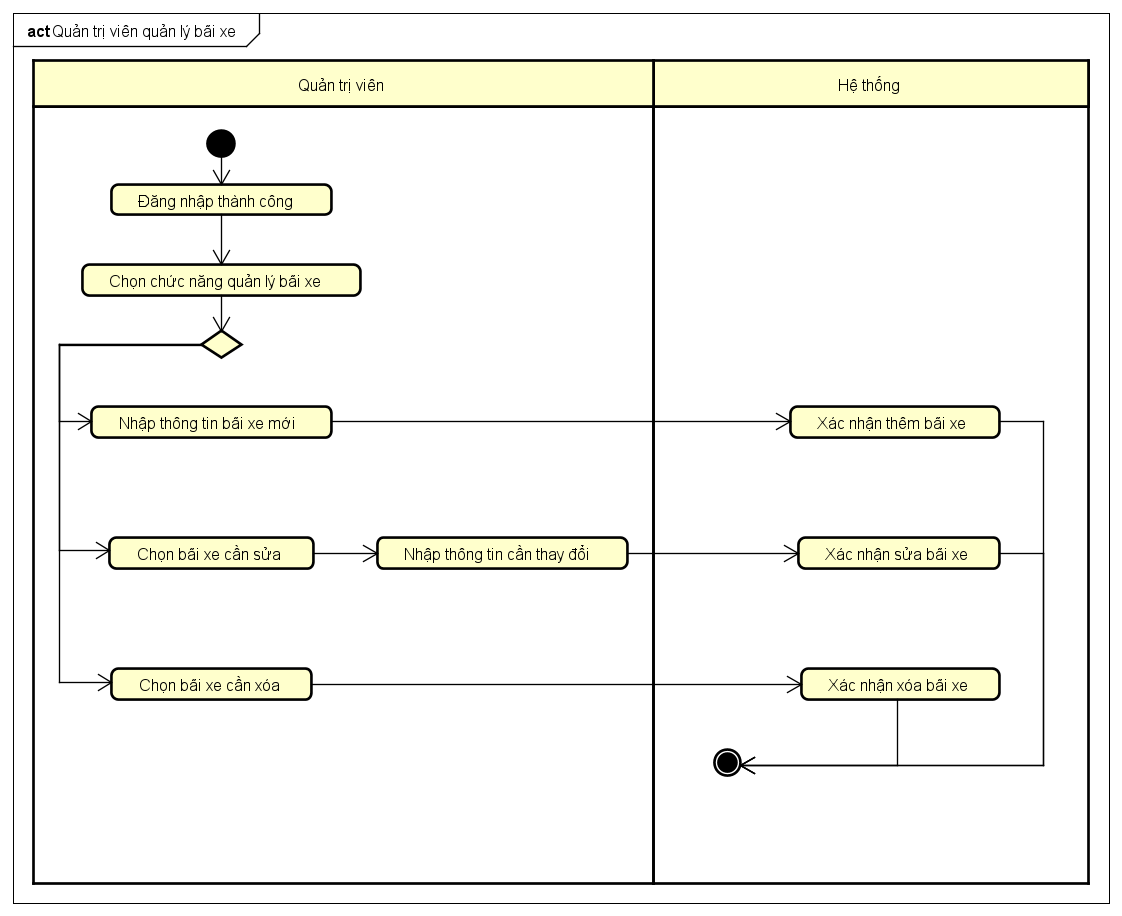 act Quản trị viên quản lý bãi xe
Quản trị viên
Hệ thống
Đăng nhập thành công
Chọn chức năng quản lý bãi xe
Nhập thông tin bãi xe mới
Xác nhận thêm bãi xe
Chọn bãi xe cần sửa
Nhập thông tin cần thay đổi
Xác nhận sửa bãi xe
Chọn bãi xe cần xóa
Xác nhận xóa bãi xe